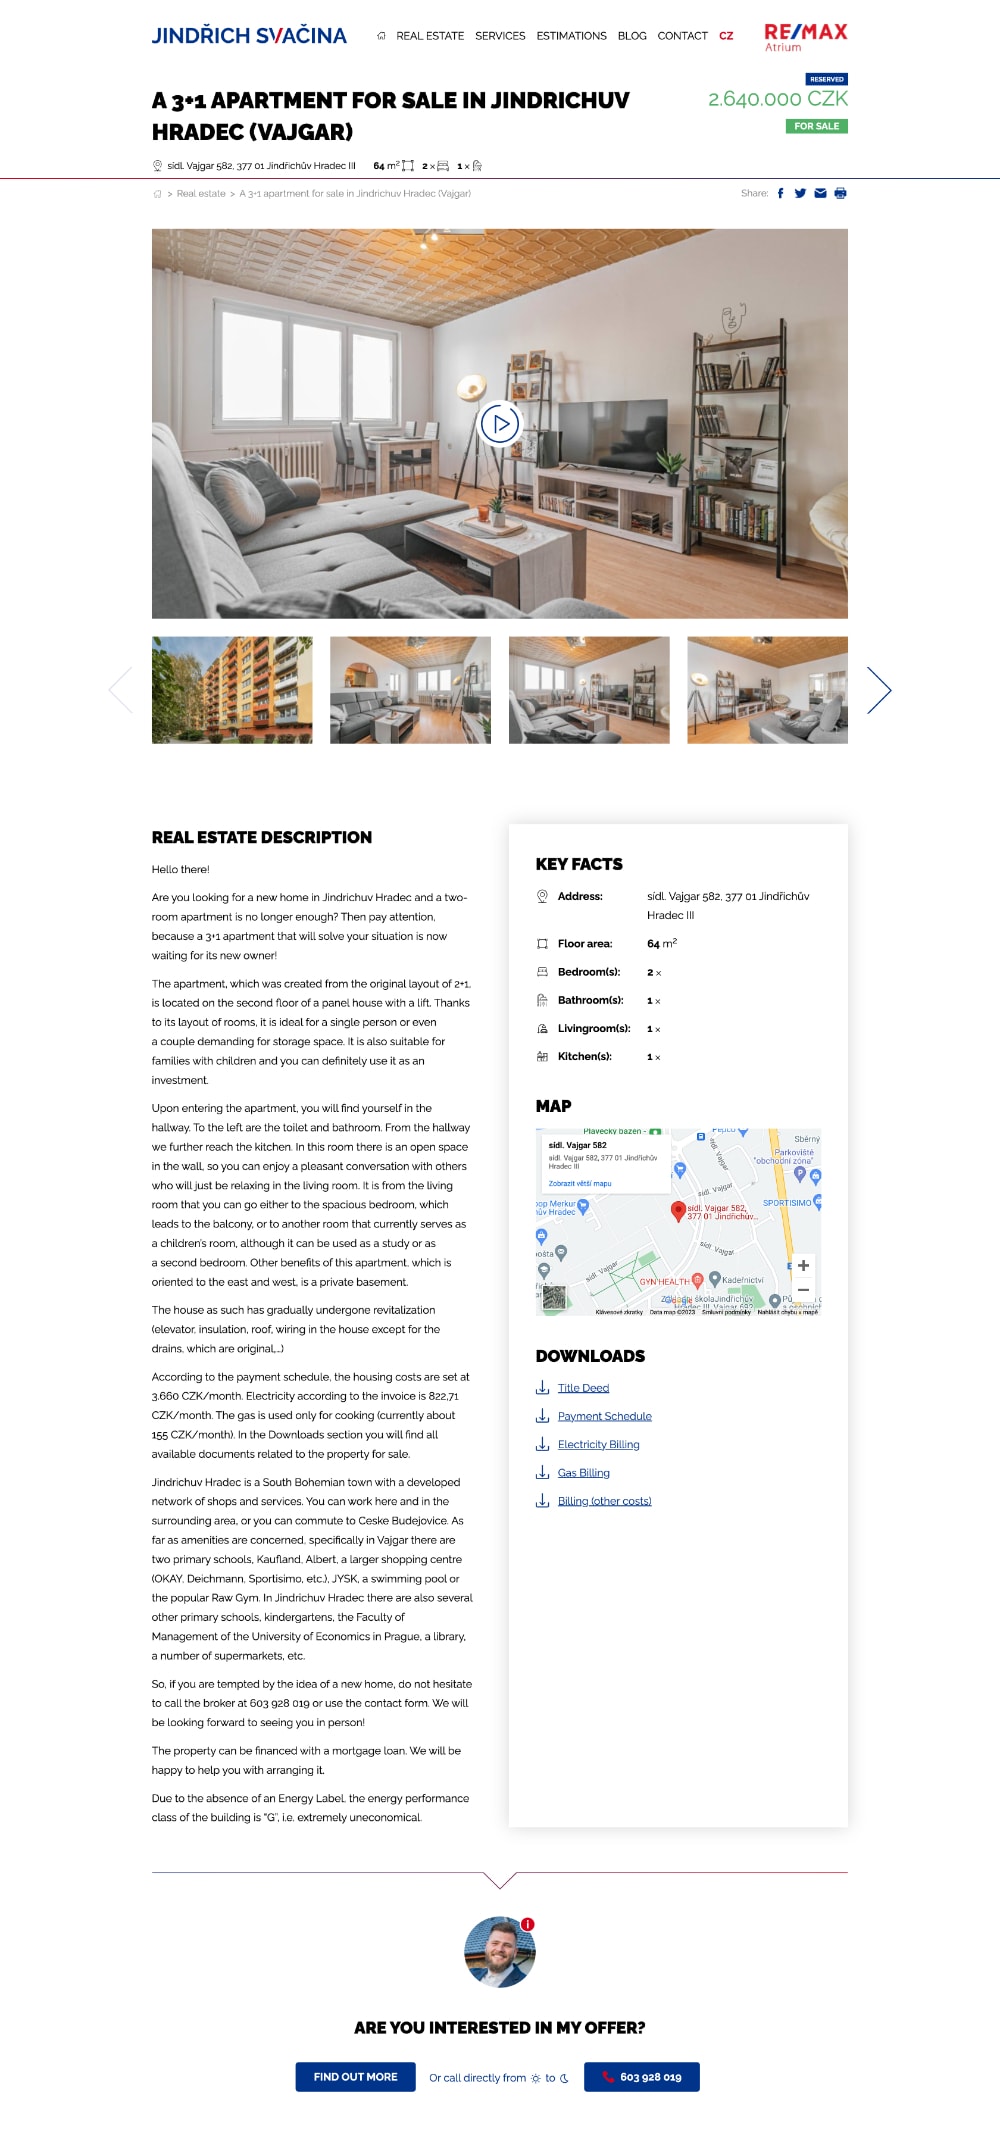 JINDŘICH SVAČINA
REAL ESTATE SERVICES ESTIMATIONS BLOG CONTACT CZ
RE/MAX
Atrium
RESERVED
A 3+1 APARTMENT FOR SALE IN JINDRICHUV
HRADEC (VAJGAR)
2.640.000 CZK
FOR SALE
sídl. Vajgar 582, 377 01 Jindřichův Hradec III 64 m² 2 × 1 ×
> Real estate > A 3+1 apartment for sale in Jindrichuv Hradec (Vajgar)
Share:
REAL ESTATE DESCRIPTION
Hello there!
Are you looking for a new home in Jindrichuv Hradec and a two-
room apartment is no longer enough? Then pay attention,
because a 3+1 apartment that will solve your situation is now
waiting for its new owner!
The apartment, which was created from the original layout of 2+1,
is located on the second floor of a panel house with a lift. Thanks
to its layout of rooms, it is ideal for a single person or even
a couple demanding for storage space. It is also suitable for
families with children and you can definitely use it as an
investment.
Upon entering the apartment, you will find yourself in the
hallway. To the left are the toilet and bathroom. From the hallway
we further reach the kitchen. In this room there is an open space
in the wall, so you can enjoy a pleasant conversation with others
who will just be relaxing in the living room. It is from the living
room that you can go either to the spacious bedroom, which
leads to the balcony, or to another room that currently serves as
a children's room, although it can be used as a study or as
a second bedroom. Other benefits of this apartment, which is
oriented to the east and west, is a private basement.
The house as such has gradually undergone revitalization
(elevator, insulation, roof, wiring in the house except for the
drains, which are original,...)
According to the payment schedule, the housing costs are set at
3.660 CZK/month. Electricity according to the invoice is 822,71
CZK/month. The gas is used only for cooking (currently about
155 CZK/month). In the Downloads section you will find all
available documents related to the property for sale.
Jindrichuv Hradec is a South Bohemian town with a developed
network of shops and services. You can work here and in the
surrounding area, or you can commute to Ceske Budejovice. As
far as amenities are concerned, specifically in Vajgar there are
two primary schools, Kaufland, Albert, a larger shopping centre
(OKAY, Deichmann, Sportisimo, etc.), JYSK, a swimming pool or
the popular Raw Gym. In Jindrichuv Hradec there are also several
other primary schools, kindergartens, the Faculty of
Management of the University of Economics in Prague, a library,
a number of supermarkets, etc.
So, if you are tempted by the idea of a new home, do not hesitate
to call the broker at 603 928 019 or use the contact form. We will
be looking forward to seeing you in person!
The property can be financed with a mortgage loan. We will be
happy to help you with arranging it.
Due to the absence of an Energy Label, the energy performance
class of the building is "G", i.e. extremely uneconomical.
KEY FACTS
Address: sídl. Vajgar 582, 377 01 Jindřichův
Hradec III
Floor area: 64 m²
Bedroom(s): 2 ×
Bathroom(s): 1 ×
Livingroom(s): 1 ×
Kitchen(s): 1 ×
MAP
Plavecký bazén
Pepco
Sběrný
sídl. Vajgar 582
sídl. Vajgar 582, 377 01 Jindřichův
Hradec III
Zobrazit větší mapu
Parkoviště
"obchodní zóna"
sídl. Vajgar
sídl. Vajgar
SPORTISIMO
oop Merkur
ův Hradec
sídl. Vajgar 582,
377 01 Jindřichův...
sídl. Vajgar
ošta
sídl. Vajgar
GYN HEALTH
Kadeřnictví
Základní škola Jindřichův
Hradec III, Vajgar 692
Klávesové zkratky Data map ©2023 Smluvní podmínky Nahlásit chybu v mapě
DOWNLOADS
Title Deed
Payment Schedule
Electricity Billing
Gas Billing
Billing (other costs)
ARE YOU INTERESTED IN MY OFFER?
FIND OUT MORE
Or call directly from to
603 928 019